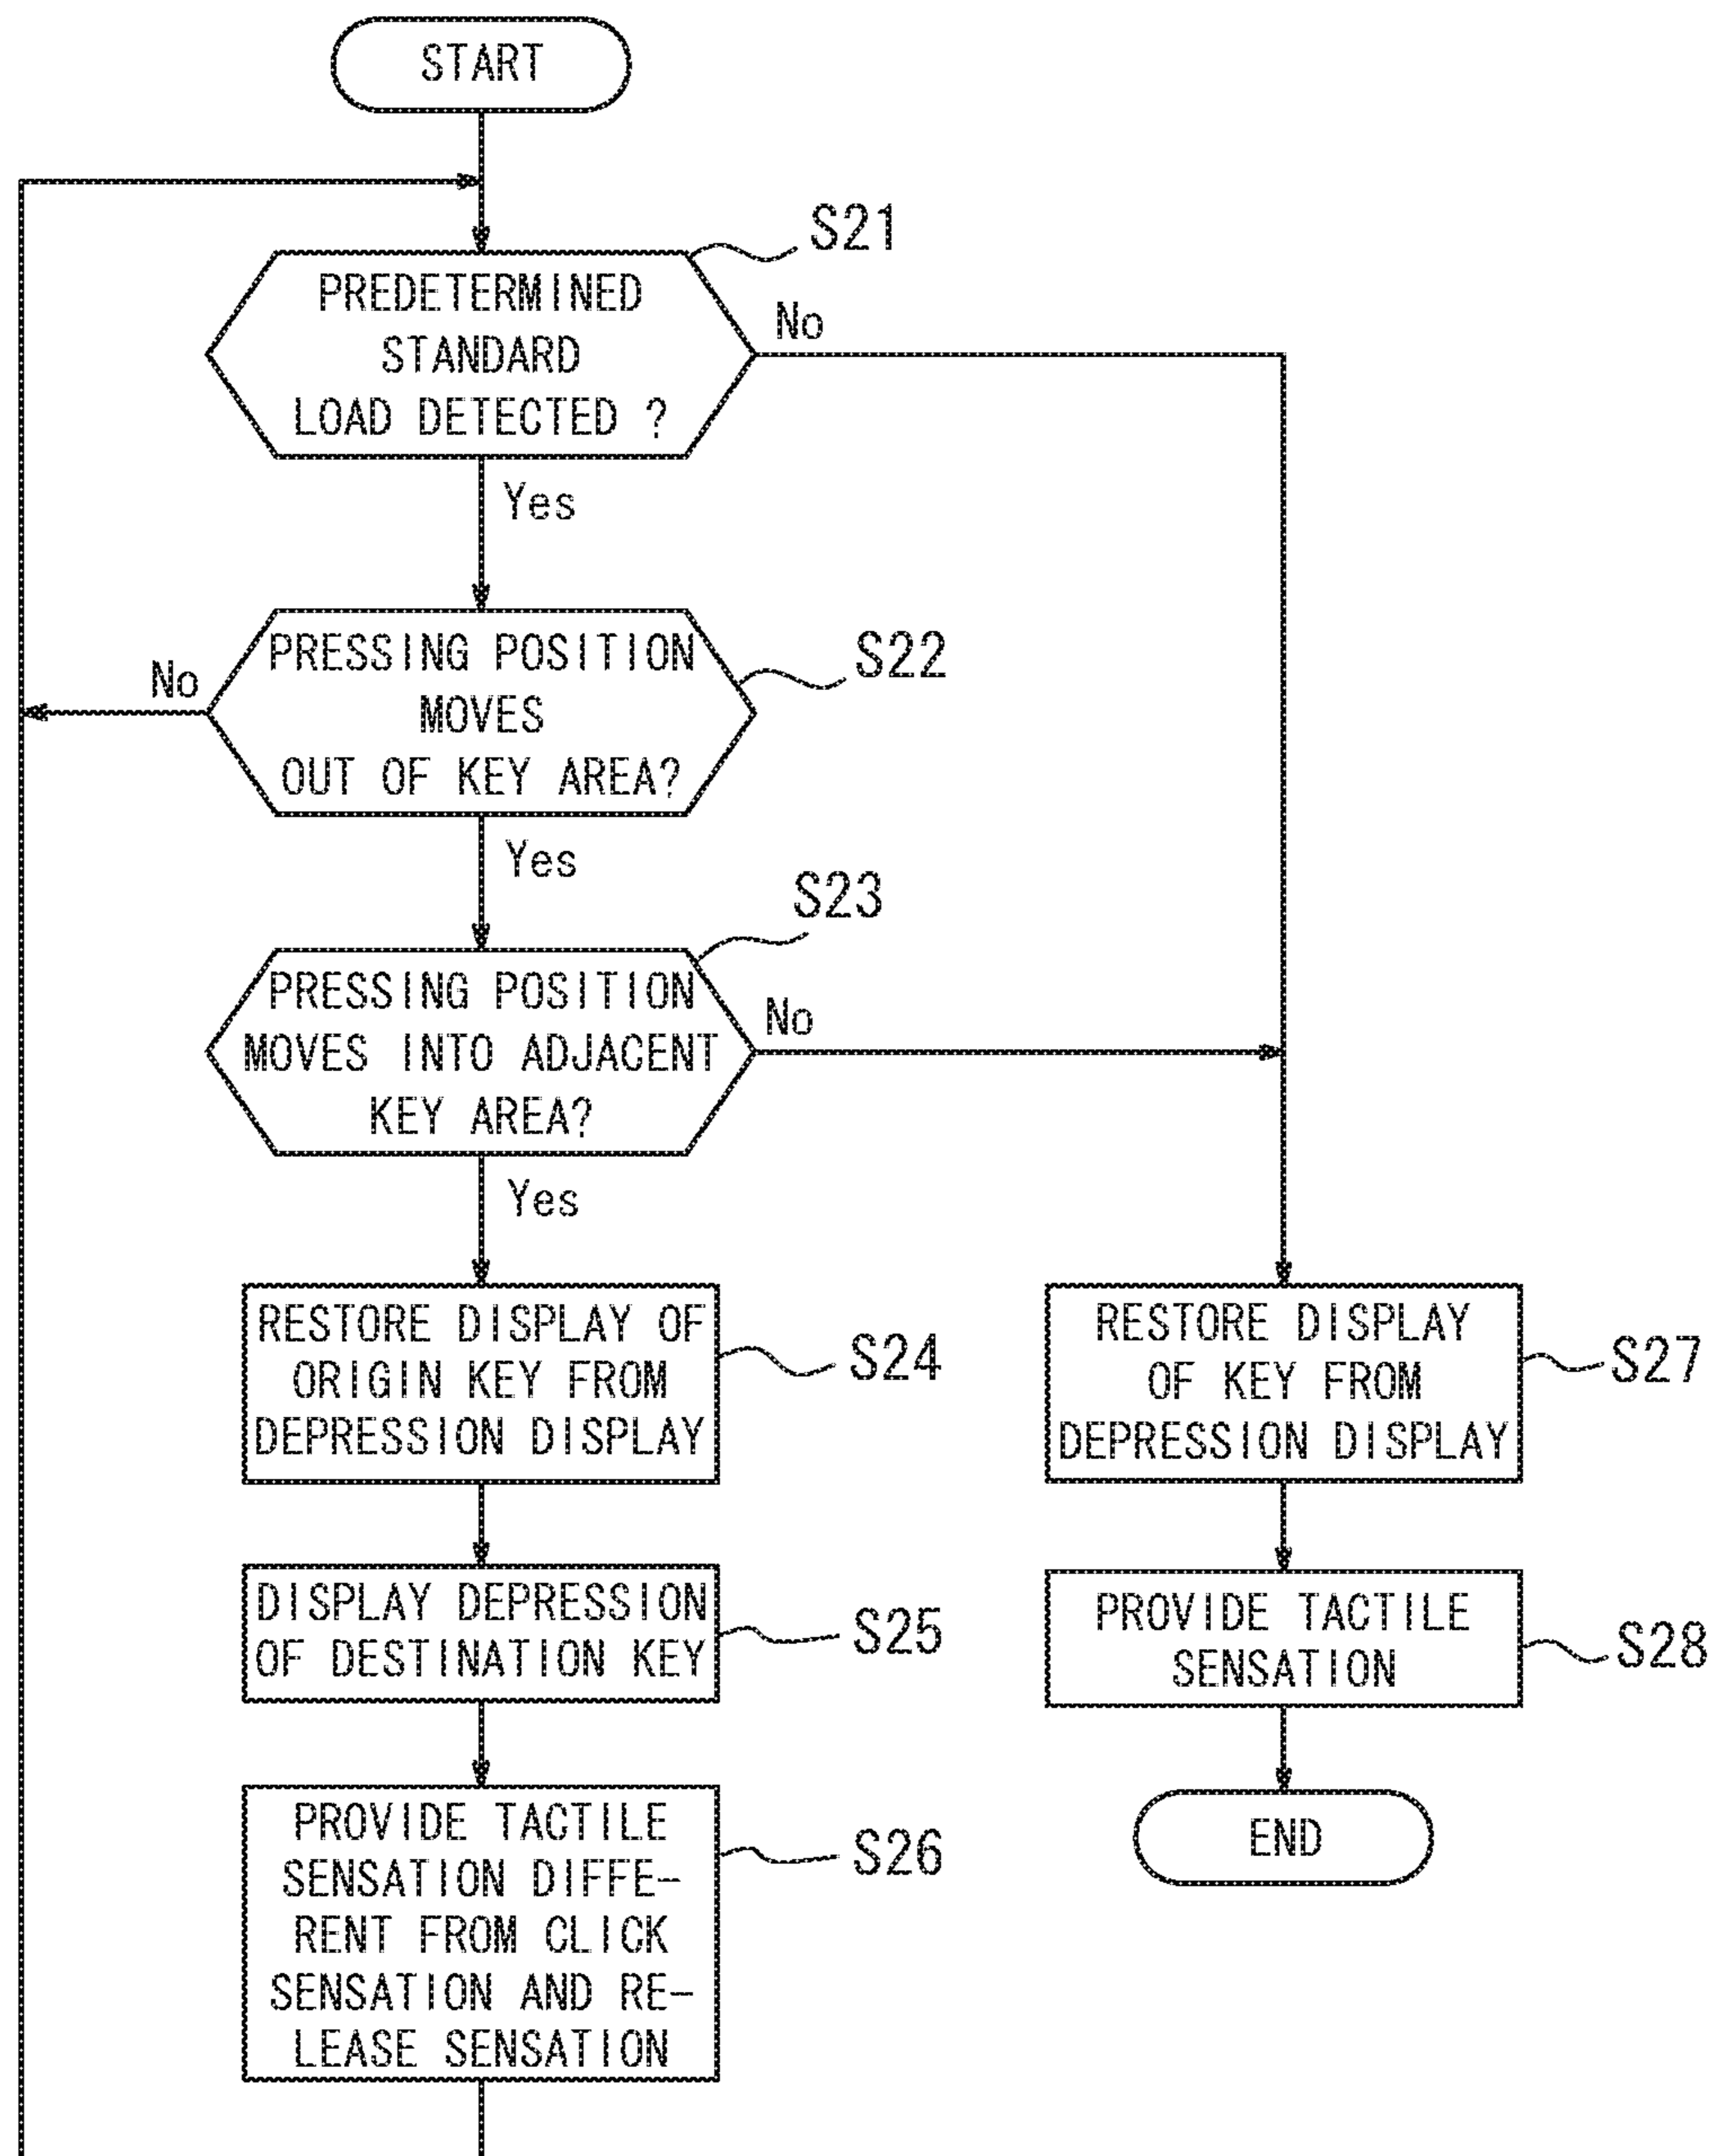 START
S21
PREDETERMINED
STANDARD
LOAD DETECTED ?
No
Yes
PRESSING POSITION
MOVES
OUT OF KEY AREA?
S22
No
Yes
S23
PRESSING POSITION
MOVES INTO ADJACENT
KEY AREA?
No
Yes
RESTORE DISPLAY OF
ORIGIN KEY FROM
DEPRESSION DISPLAY
S24
RESTORE DISPLAY
OF KEY FROM
DEPRESSION DISPLAY
S27
DISPLAY DEPRESSION
OF DESTINATION KEY
S25
PROVIDE TACTILE
SENSATION
S28
PROVIDE TACTILE
SENSATION DIFFE-
RENT FROM CLICK
SENSATION AND RE-
LEASE SENSATION
S26
END